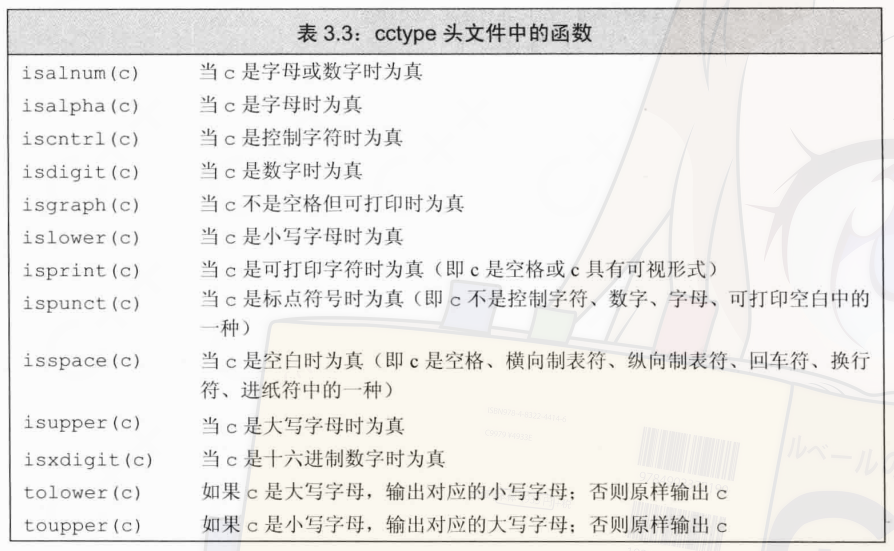 表 3.3：cctype 头文件中的函数
isalnum(c) 当 c 是字母或数字时为真
isalpha(c) 当 c 是字母时为真
iscntrl(c) 当 c 是控制字符时为真
isdigit(c) 当 c 是数字时为真
isgraph(c) 当 c 不是空格但可打印时为真
islower(c) 当 c 是小写字母时为真
isprint(c) 当 c 是可打印字符时为真（即 c 是空格或 c 具有可视形式）
ispunct(c) 当 c 是标点符号时为真（即 c 不是控制字符、数字、字母、可打印空白中的
一种）
isspace(c) 当 c 是空白时为真（即 c 是空格、横向制表符、纵向制表符、回车符、换行
符、进纸符中的一种）
isupper(c) 当 c 是大写字母时为真
isxdigit(c) 当 c 是十六进制数字时为真
tolower(c) 如果 c 是大写字母，输出对应的小写字母；否则原样输出 c
toupper(c) 如果 c 是小写字母，输出对应的大写字母；否则原样输出 c
ルベール